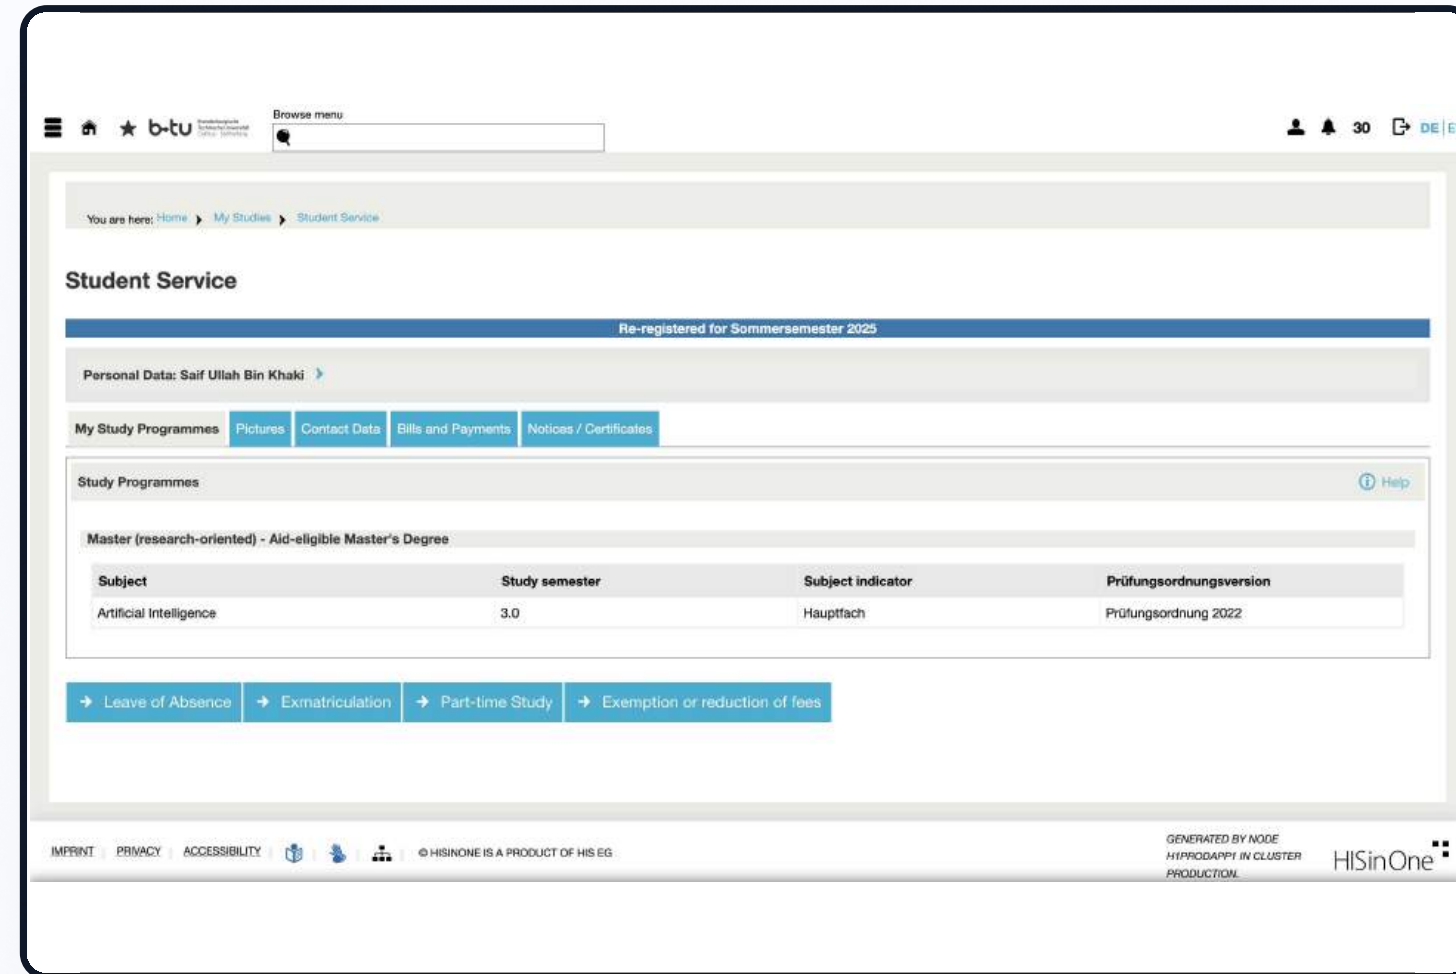 Browse menu
b-tu
30
DE|E
You are here: Home My Studies Student Service
Student Service
Re-registered for Sommersemester 2025
Personal Data: Saif Ullah Bin Khaki
My Study Programmes Pictures Contact Data Bills and Payments Notices / Certificates
Study Programmes Help
Master (research-oriented) - Aid-eligible Master's Degree
Subject Study semester Subject indicator Prüfungsordnungsversion
Artificial Intelligence 3.0 Hauptfach Prüfungsordnung 2022
Leave of Absence Exmatriculation Part-time Study Exemption or reduction of fees
IMPRINT PRIVACY ACCESSIBILITY © HISINONE IS A PRODUCT OF HIS EG
GENERATED BY NODE
H1PRODAPP1 IN CLUSTER
PRODUCTION.
HISinOne